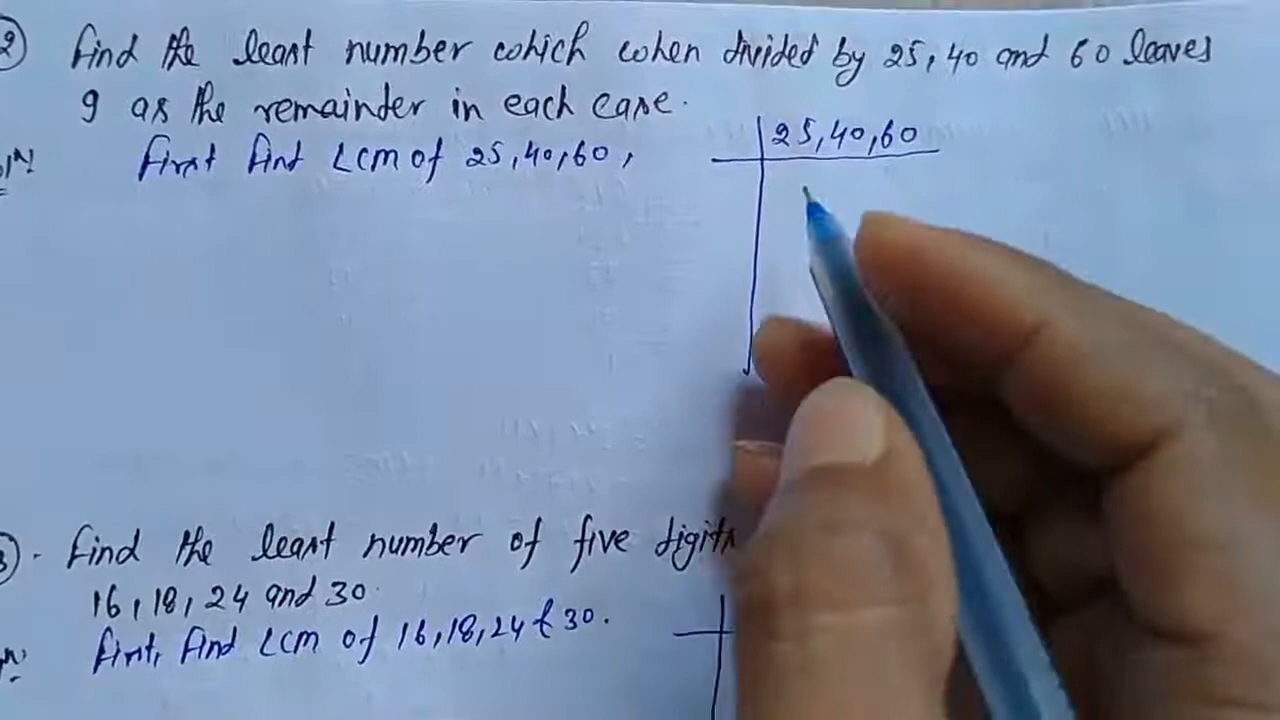 2) Find the least number which when divided by 25, 40 and 60 leaves
9 as the remainder in each case.
First find LCM of 25, 40, 60,
25, 40, 60
3) . Find the least number of five digits
16, 18, 24 and 30.
First, find LCM of 16, 18, 24 & 30.